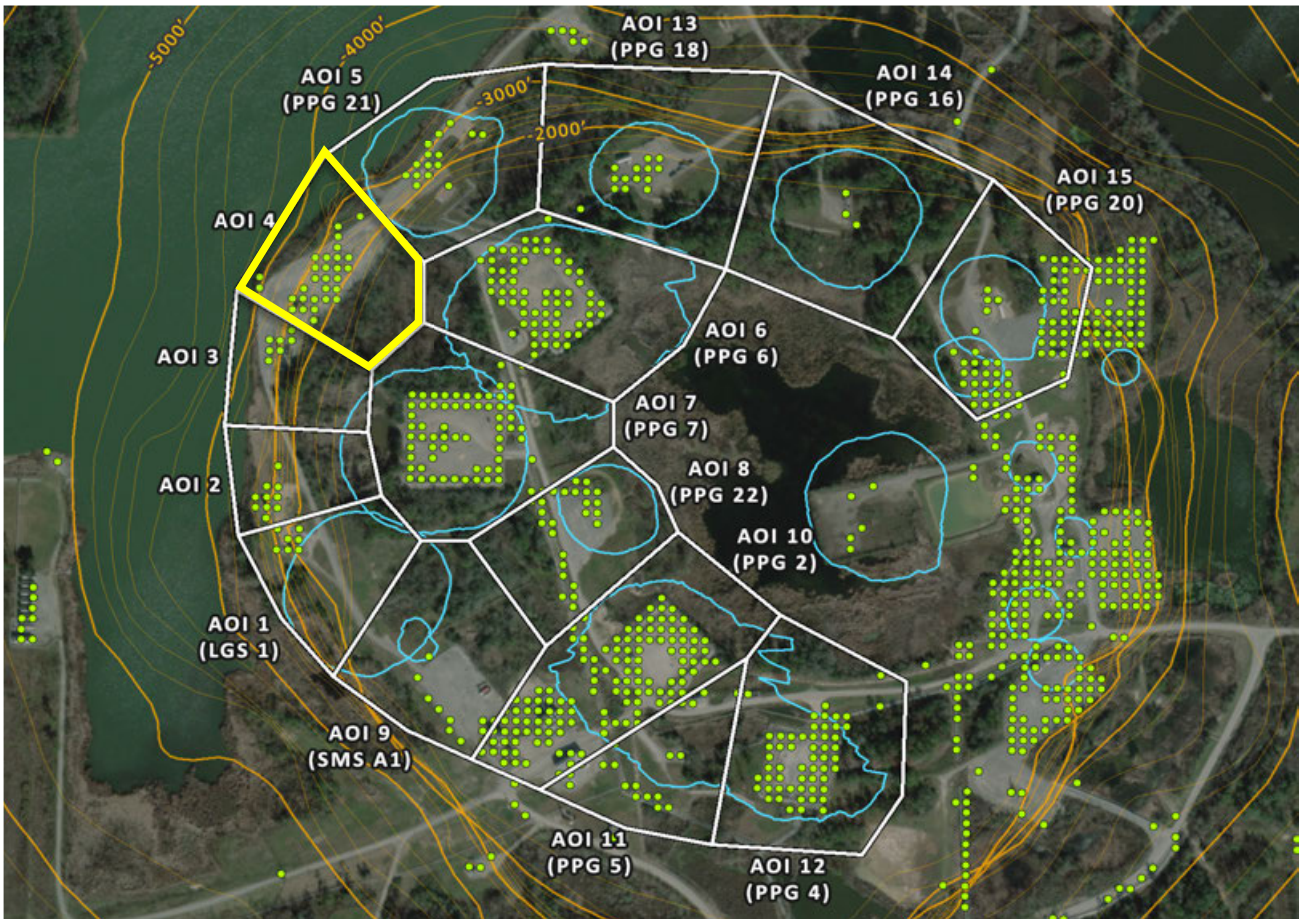 -5000'
-4000'
AOI 13
(PPG 18)
AOI 5
(PPG 21)
AOI 14
(PPG 16)
-3000'
-2000'
AOI 15
(PPG 20)
AOI 4
AOI 6
(PPG 6)
AOI 3
AOI 7
(PPG 7)
AOI 8
(PPG 22)
AOI 2
AOI 10
(PPG 2)
AOI 1
(LGS 1)
AOI 9
(SMS A1)
AOI 11
(PPG 5)
AOI 12
(PPG 4)